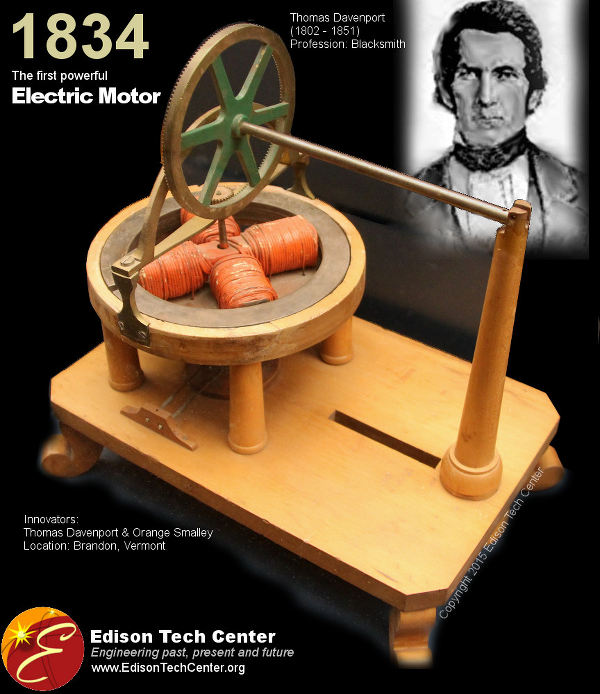 1834
The first powerful
Electric Motor
Thomas Davenport
(1802 - 1851)
Profession: Blacksmith
Innovators:
Thomas Davenport & Orange Smalley
Location: Brandon, Vermont
Copyright 2015 Edison Tech Center
E
Edison Tech Center
Engineering past, present and future
www.EdisonTechCenter.org